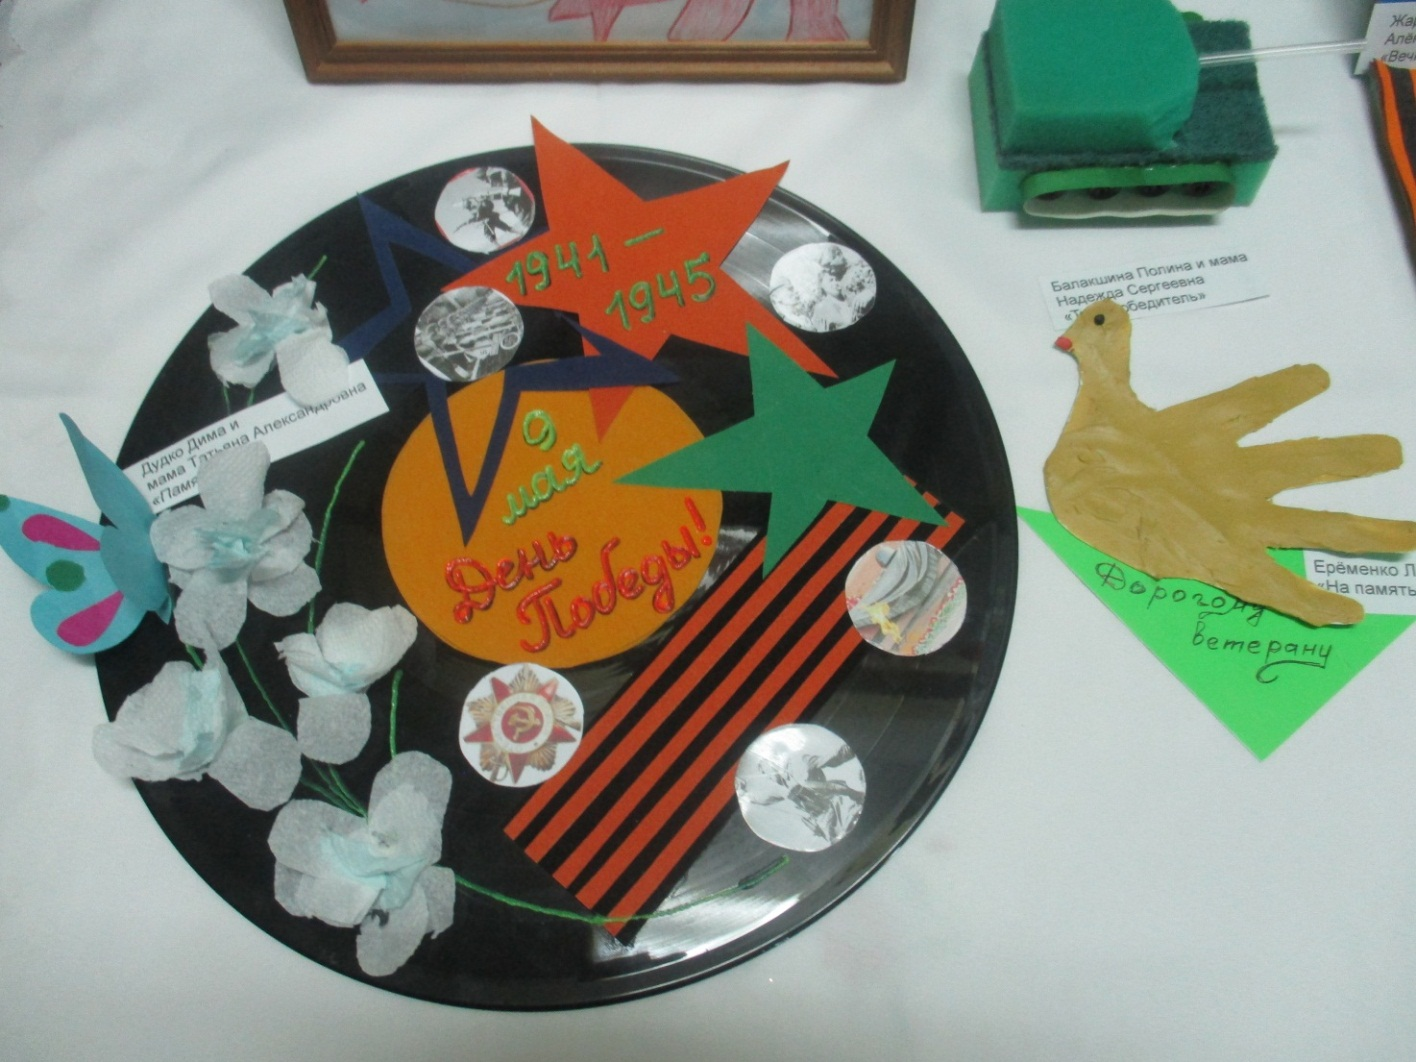 1941 –
1945
9
мая
День
Победы!
Дудко Дима и
мама Татьяна Александровна
Балакшина Полина и мама
Надежда Сергеевна
Дорогому
ветерану
Ерёменко
«На память